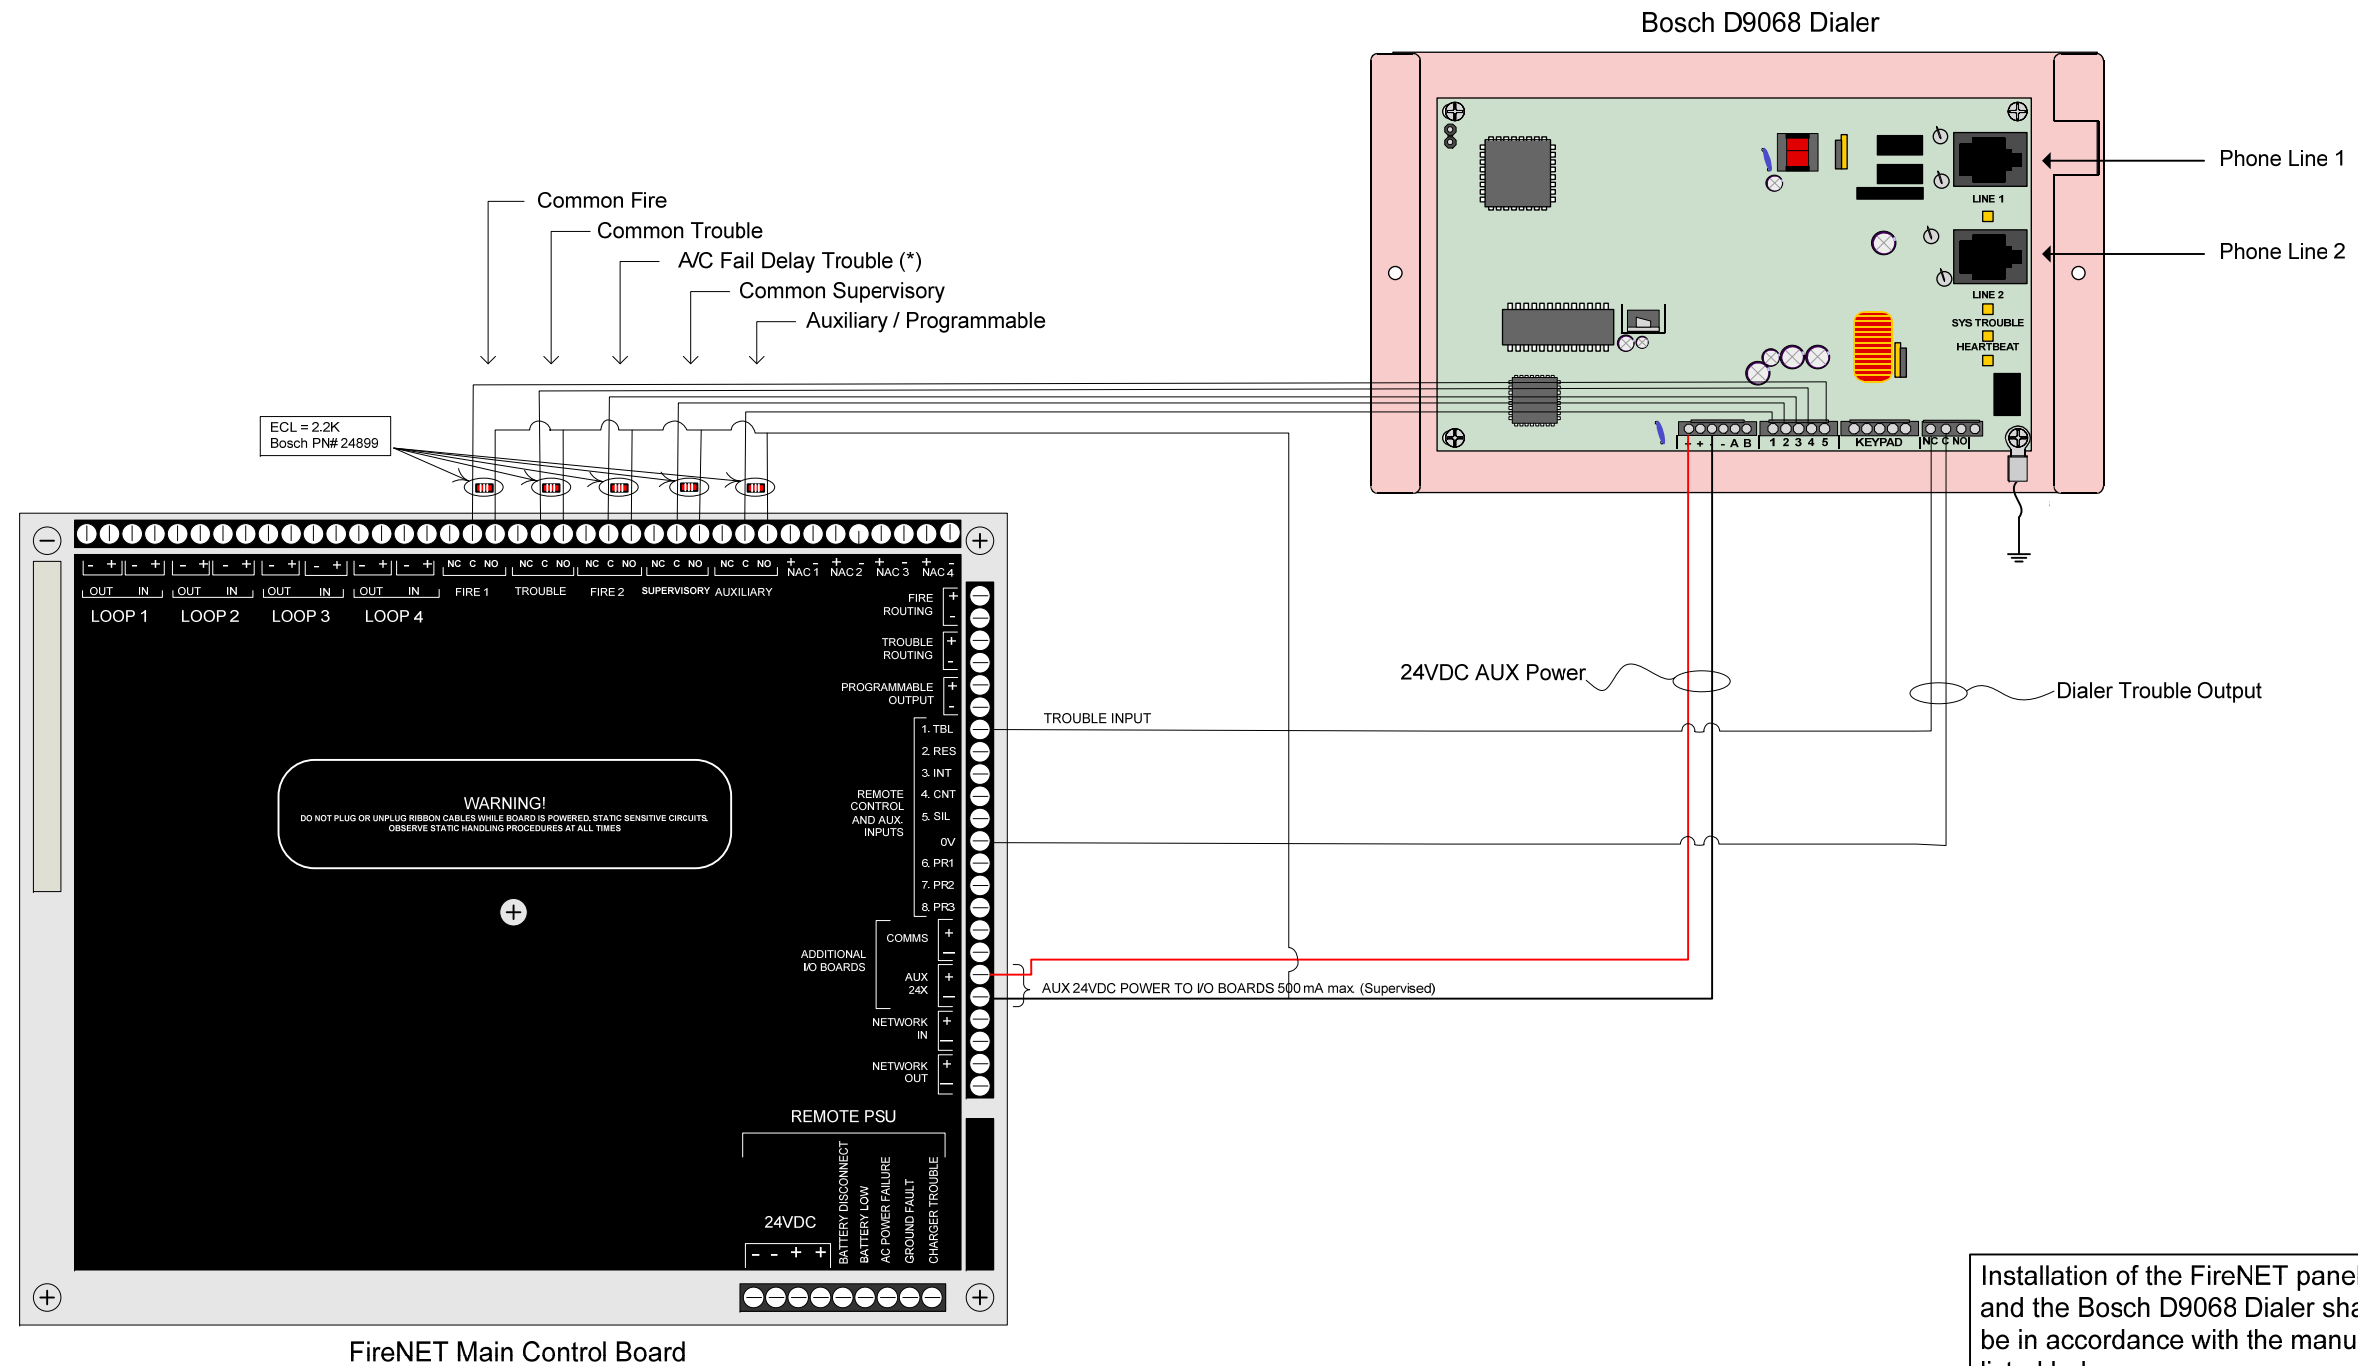 Bosch D9068 Dialer
Phone Line 1
LINE 1
Phone Line 2
LINE 2
SYS TROUBLE
HEARTBEAT
- + - A B 1 2 3 4 5 KEYPAD NC C NO
Common Fire
Common Trouble
A/C Fail Delay Trouble (*)
Common Supervisory
Auxiliary / Programmable
ECL = 2.2K
Bosch PN# 24899
- + - + - + - + - + - + - + - + NC C NO NC C NO NC C NO NC C NO NC C NO + - + - + - + -
NAC 1 NAC 2 NAC 3 NAC 4
OUT IN OUT IN OUT IN OUT IN FIRE 1 TROUBLE FIRE 2 SUPERVISORY AUXILIARY
LOOP 1 LOOP 2 LOOP 3 LOOP 4
FIRE +
ROUTING -
TROUBLE +
ROUTING -
PROGRAMMABLE +
OUTPUT -
24VDC AUX Power
Dialer Trouble Output
TROUBLE INPUT
1. TBL
2. RES
3. INT
4. CNT
5. SIL
0V
6. PR1
7. PR2
8. PR3
REMOTE
CONTROL
AND AUX.
INPUTS
WARNING!
DO NOT PLUG OR UNPLUG RIBBON CABLES WHILE BOARD IS POWERED. STATIC SENSITIVE CIRCUITS.
OBSERVE STATIC HANDLING PROCEDURES AT ALL TIMES
ADDITIONAL
I/O BOARDS
COMMS + -
AUX +
24X -
AUX 24VDC POWER TO I/O BOARDS 500 mA max. (Supervised)
NETWORK +
IN -
NETWORK +
OUT -
REMOTE PSU
24VDC
- - + +
BATTERY DISCONNECT
BATTERY LOW
AC POWER FAILURE
GROUND FAULT
CHARGER TROUBLE
FireNET Main Control Board
Installation of the FireNET panel
and the Bosch D9068 Dialer sha
be in accordance with the manu